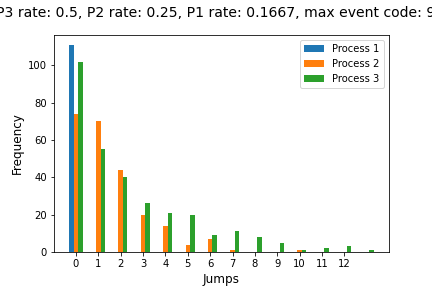 P3 rate: 0.5, P2 rate: 0.25, P1 rate: 0.1667, max event code: 9
Process 1
Process 2
Process 3
Frequency
100
80
60
40
20
0
0 1 2 3 4 5 6 7 8 9 10 11 12
Jumps